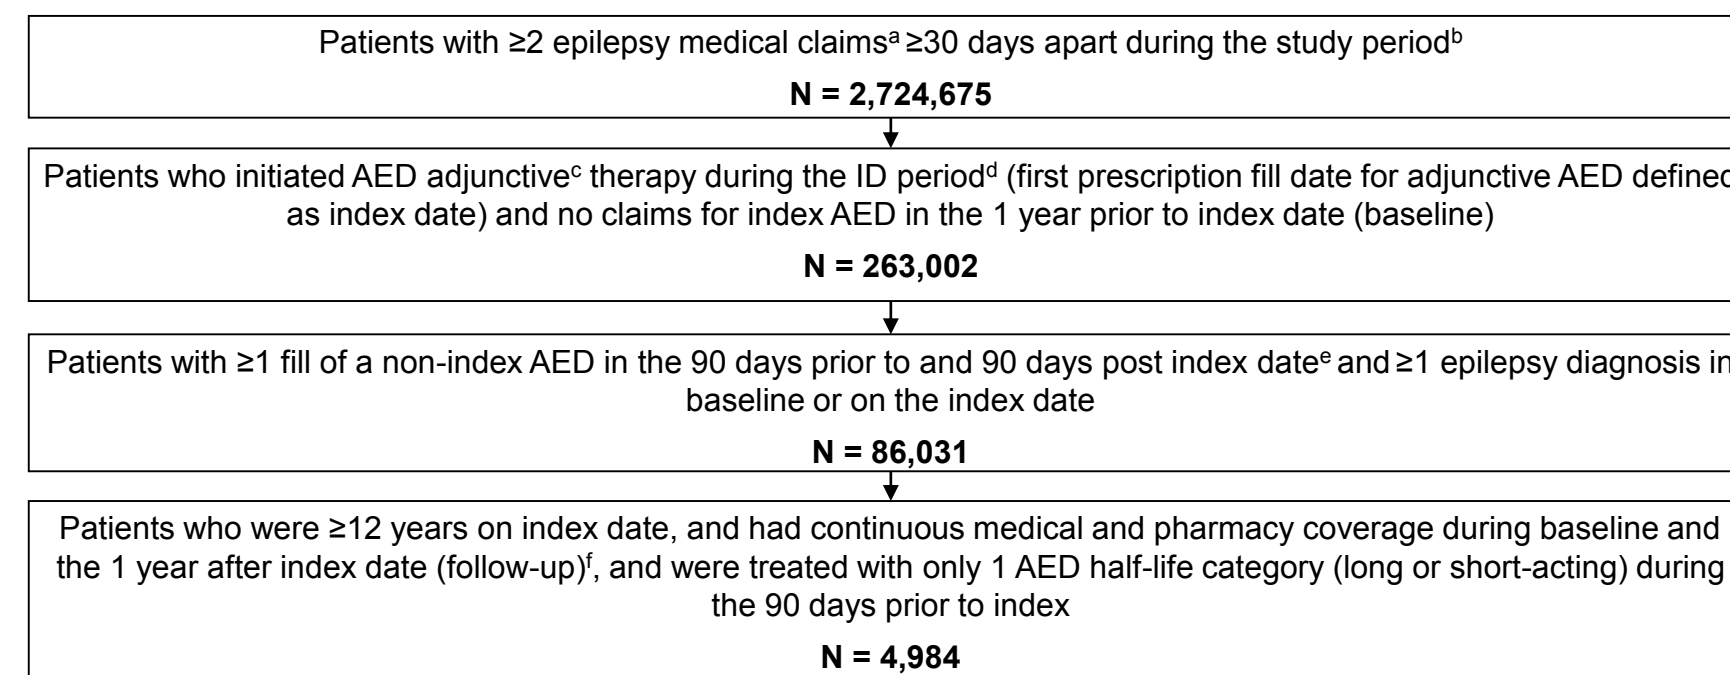 Patients with ≥2 epilepsy medical claimsᵃ ≥30 days apart during the study periodᵇ
N = 2,724,675
Patients who initiated AED adjunctiveᶜ therapy during the ID periodᵈ (first prescription fill date for adjunctive AED defined
as index date) and no claims for index AED in the 1 year prior to index date (baseline)
N = 263,002
Patients with ≥1 fill of a non-index AED in the 90 days prior to and 90 days post index dateᵉ and ≥1 epilepsy diagnosis in
baseline or on the index date
N = 86,031
Patients who were ≥12 years on index date, and had continuous medical and pharmacy coverage during baseline and
the 1 year after index date (follow-up)ᶠ, and were treated with only 1 AED half-life category (long or short-acting) during
the 90 days prior to index
N = 4,984